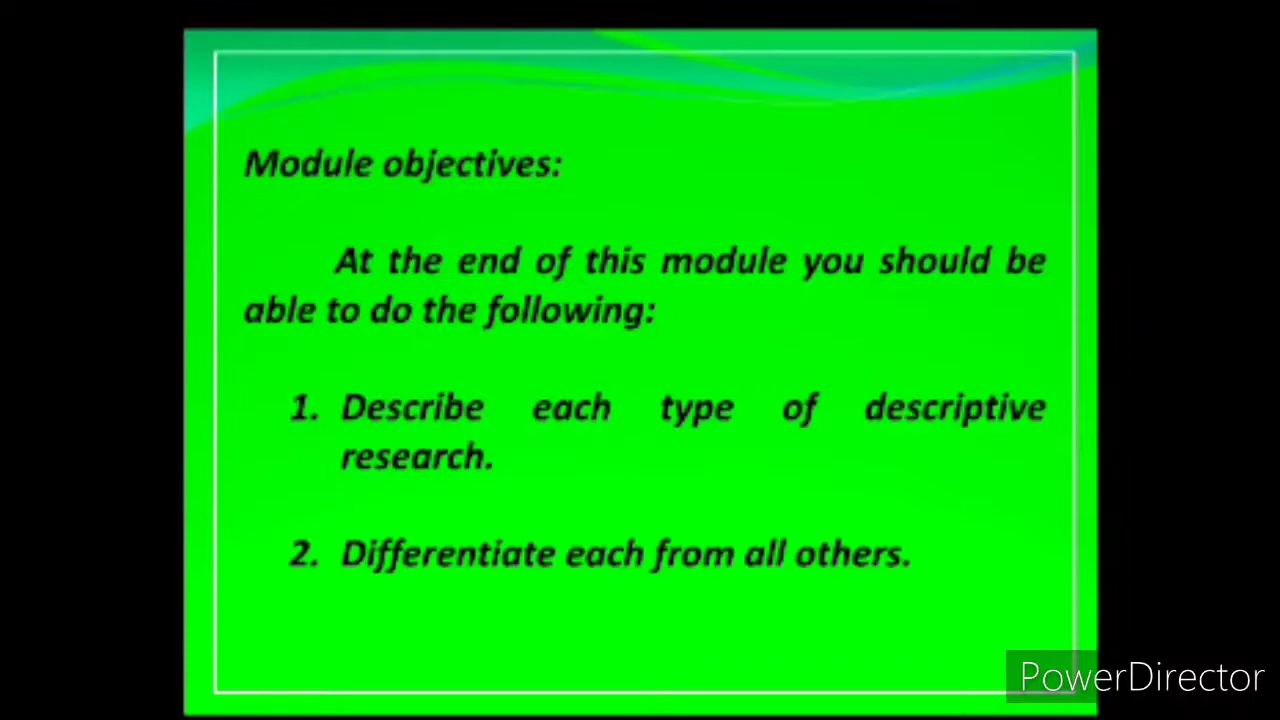 Module objectives:
At the end of this module you should be
able to do the following:
1. Describe each type of descriptive
research.
2. Differentiate each from all others.
PowerDirector